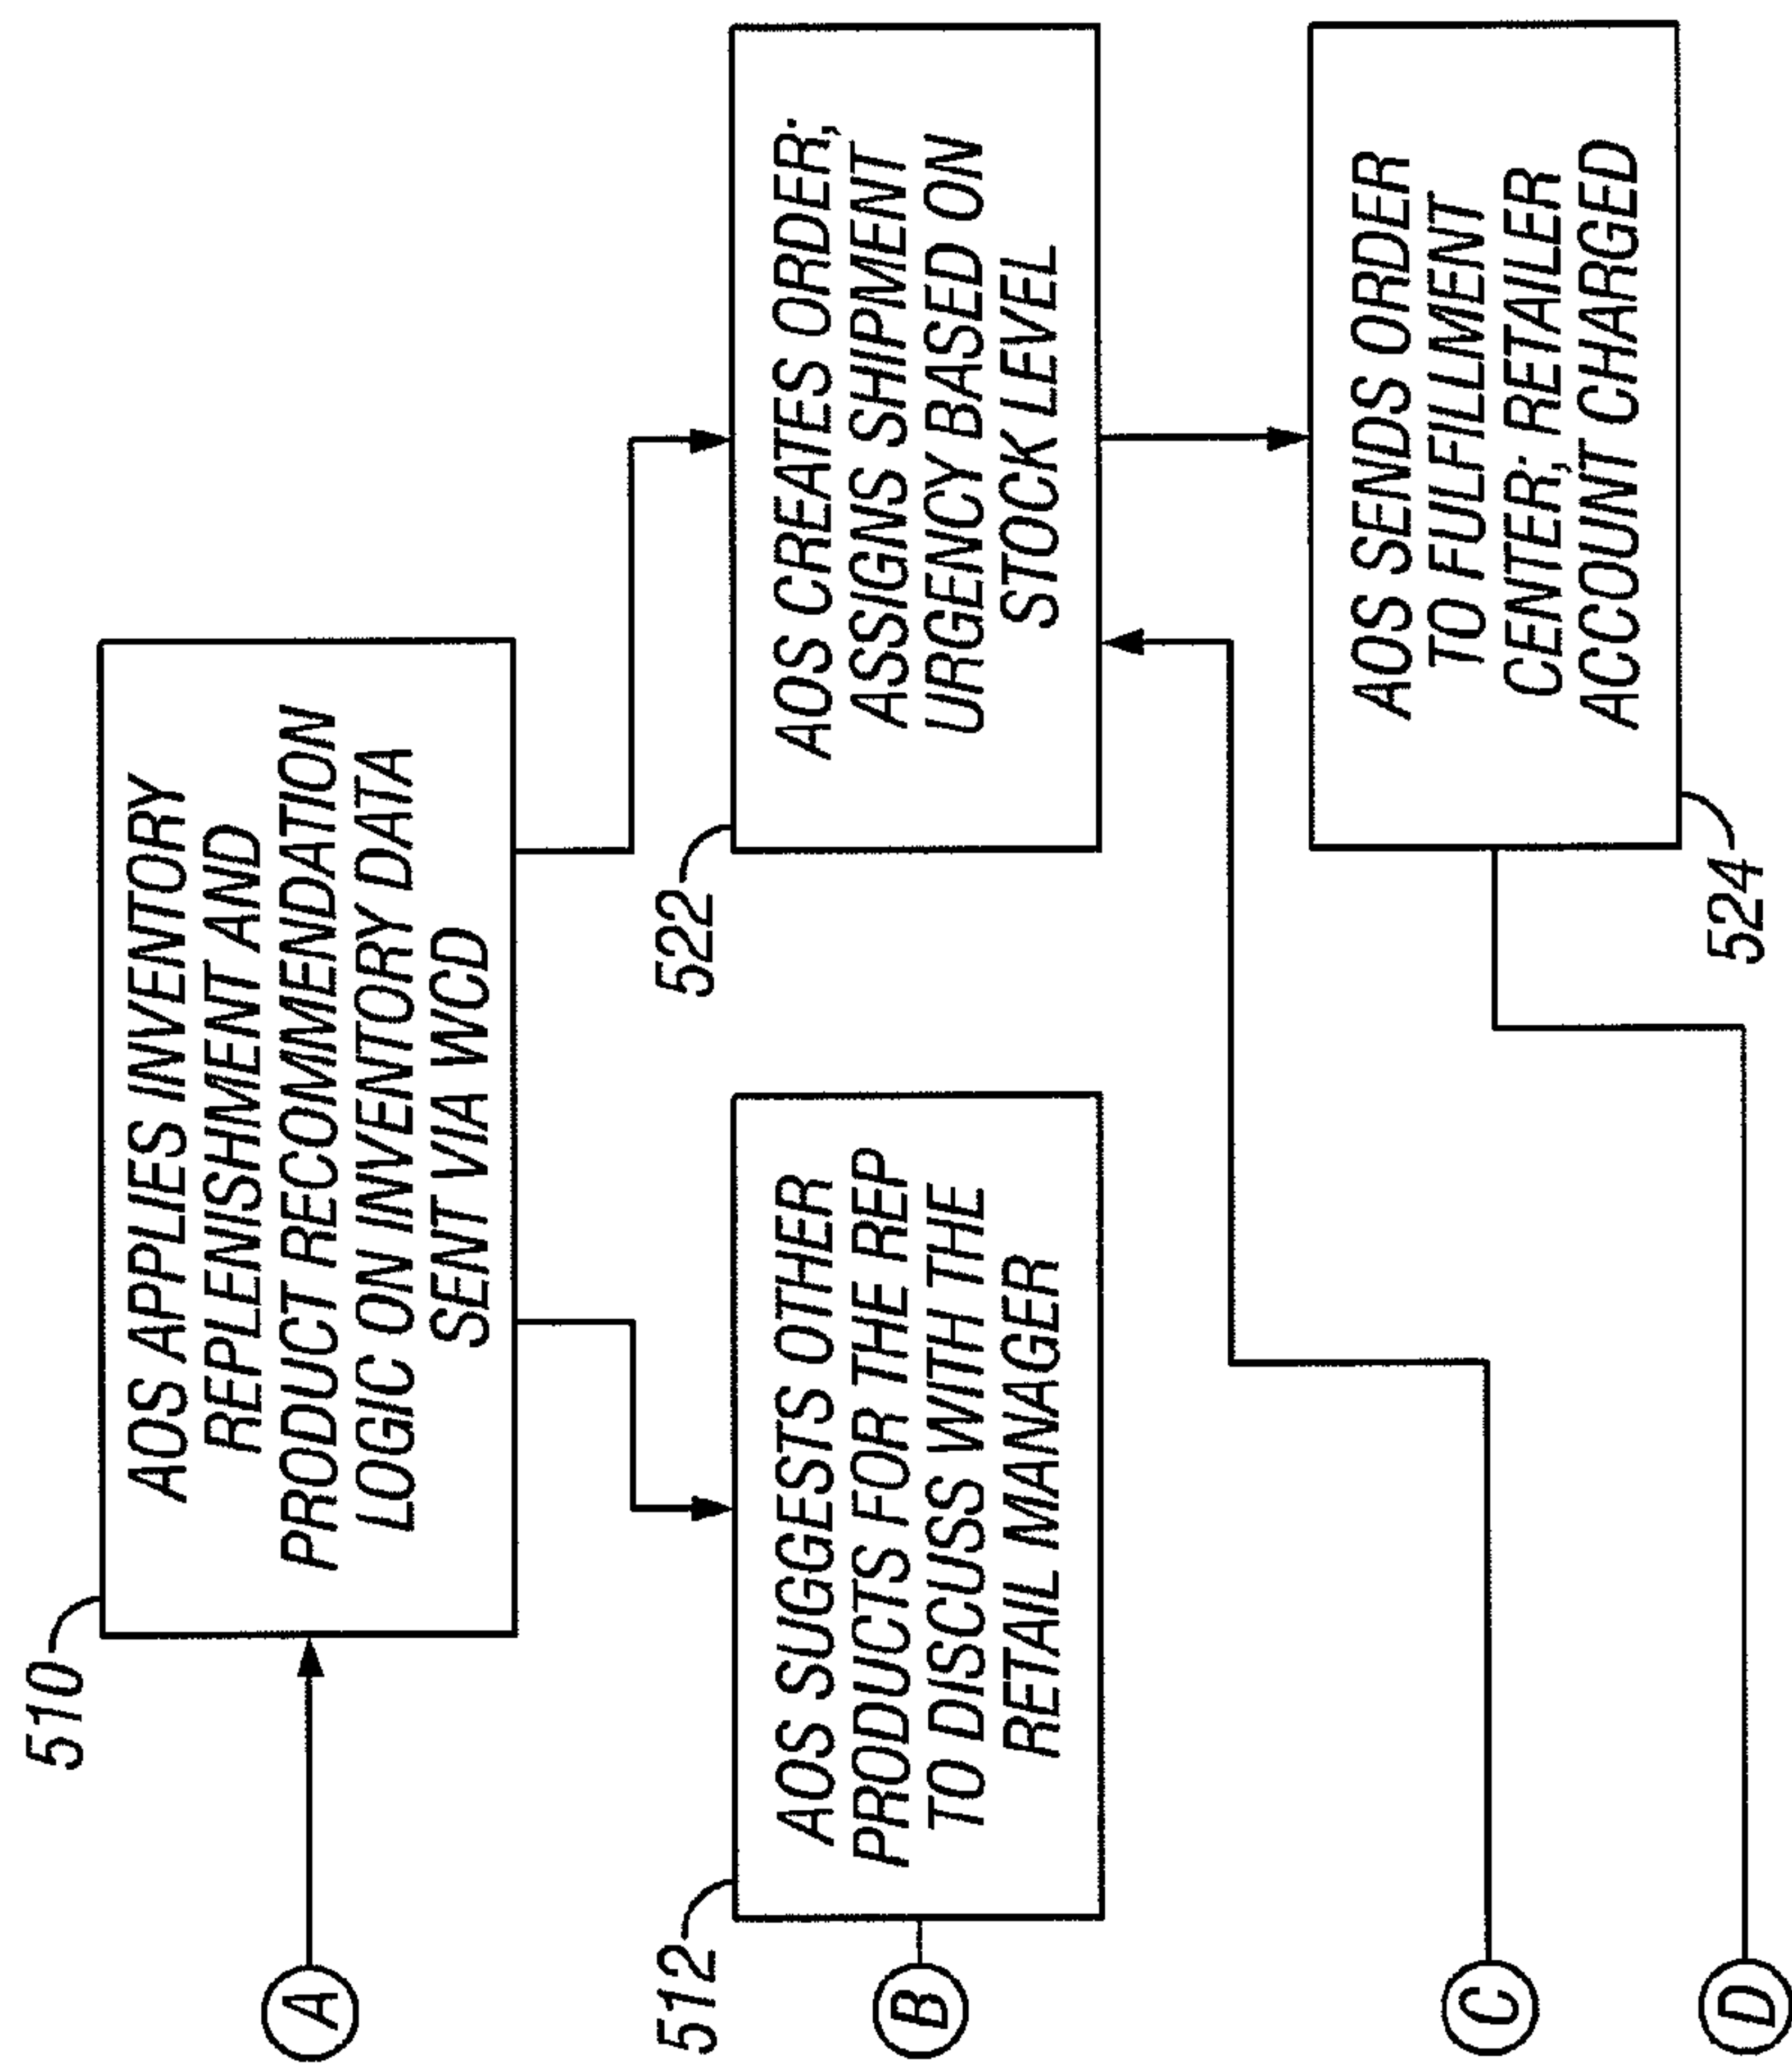 510
AOS APPLIES INVENTORY
REPLENISHMENT AND
PRODUCT RECOMMENDATION
LOGIC ON INVENTORY DATA
SENT VIA WCD
A
512
AOS SUGGESTS OTHER
PRODUCTS FOR THE REP
TO DISCUSS WITH THE
RETAIL MANAGER
B
522
AOS CREATES ORDER;
ASSIGNS SHIPMENT
URGENCY BASED ON
STOCK LEVEL
C
AOS SENDS ORDER
TO FULFILLMENT
CENTER; RETAILER
ACCOUNT CHARGED
524
D